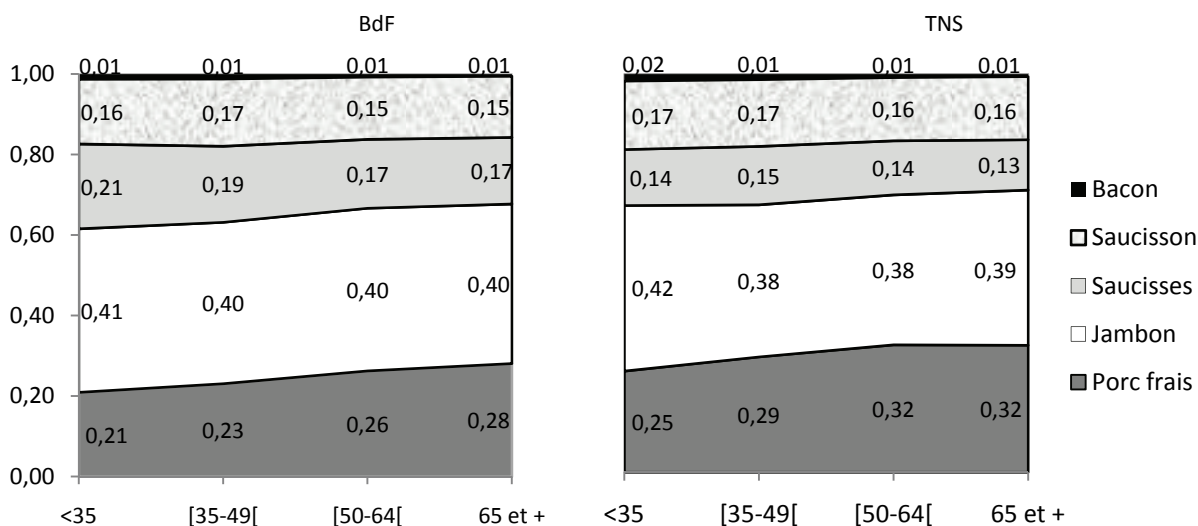 BdF TNS
0,01 0,01 0,01 0,01 0,02 0,01 0,01 0,01
1,00
0,16 0,17 0,15 0,15 0,17 0,17 0,16 0,16
0,80
0,21 0,19 0,17 0,17 0,14 0,15 0,14 0,13
0,60
0,41 0,40 0,40 0,40 0,42 0,38 0,38 0,39
0,40
0,20
0,21 0,23 0,26 0,28 0,25 0,29 0,32 0,32
0,00
<35 [35-49[ [50-64[ 65 et + <35 [35-49[ [50-64[ 65 et +
Bacon
Saucisson
Saucisses
Jambon
Porc frais